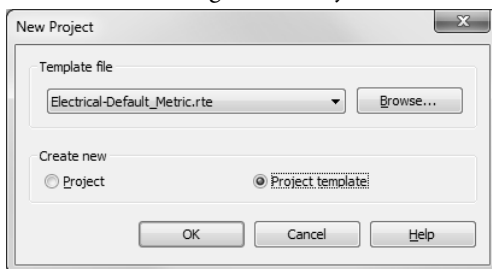 New Project
X
Template file
Electrical-Default_Metric.rte
Browse...
Create new
Project
Project template
OK
Cancel
Help